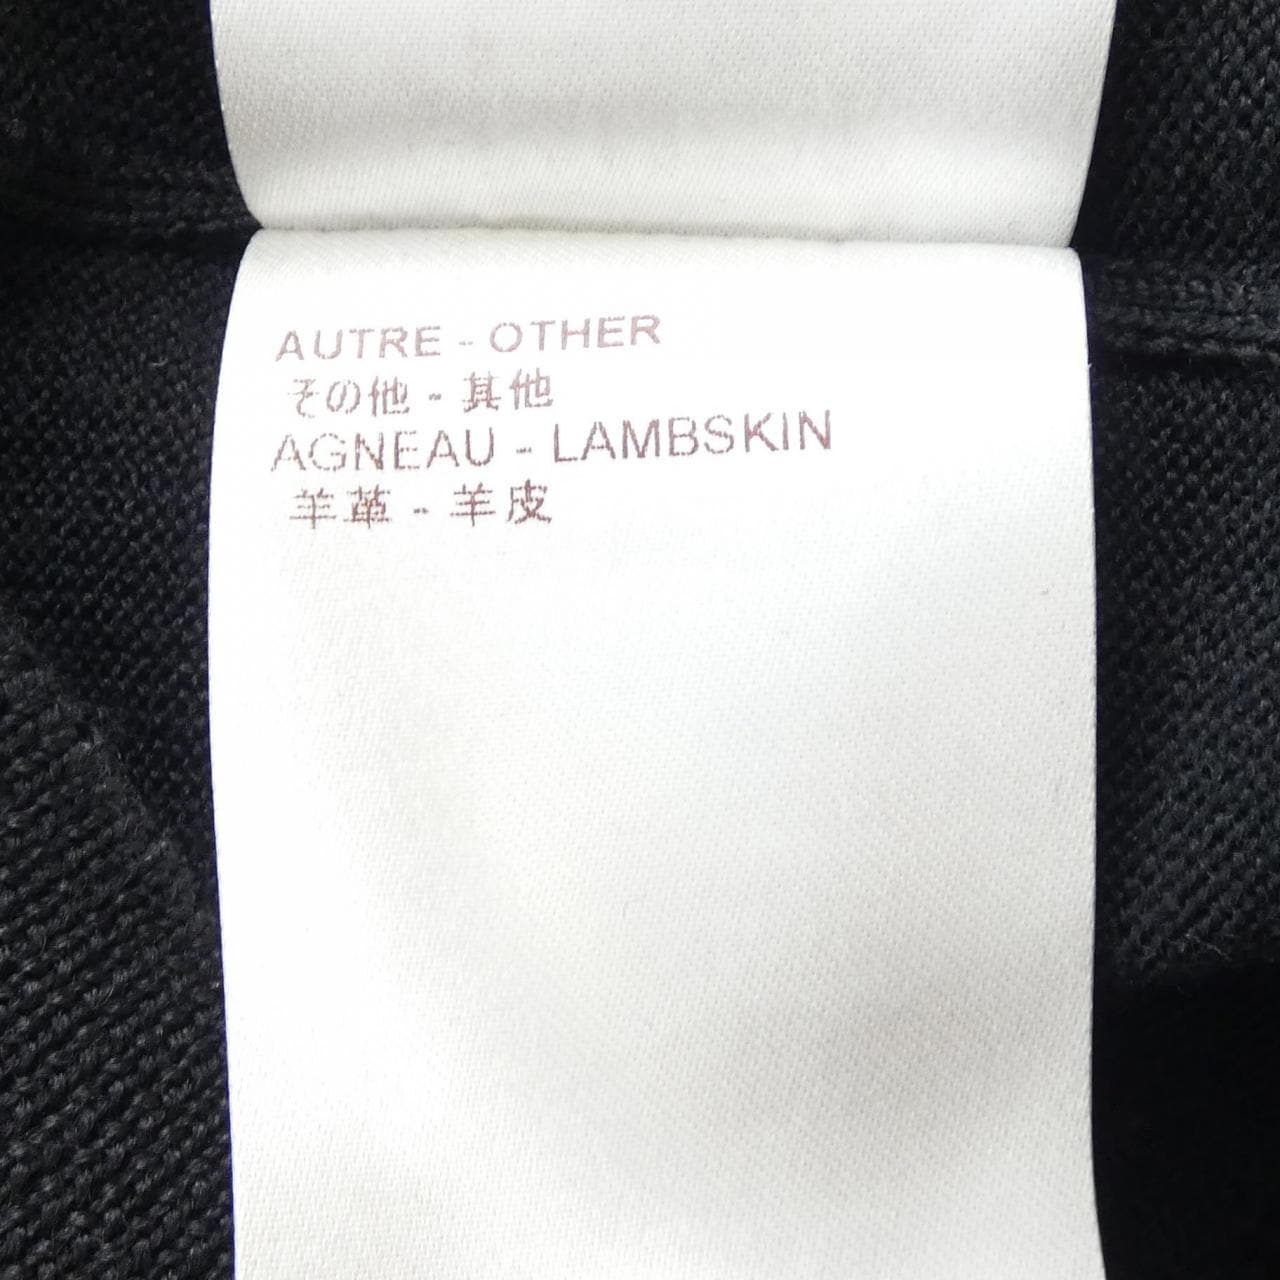 AUTRE - OTHER
その他 - 其他
AGNEAU - LAMBSKIN
羊革 - 羊皮